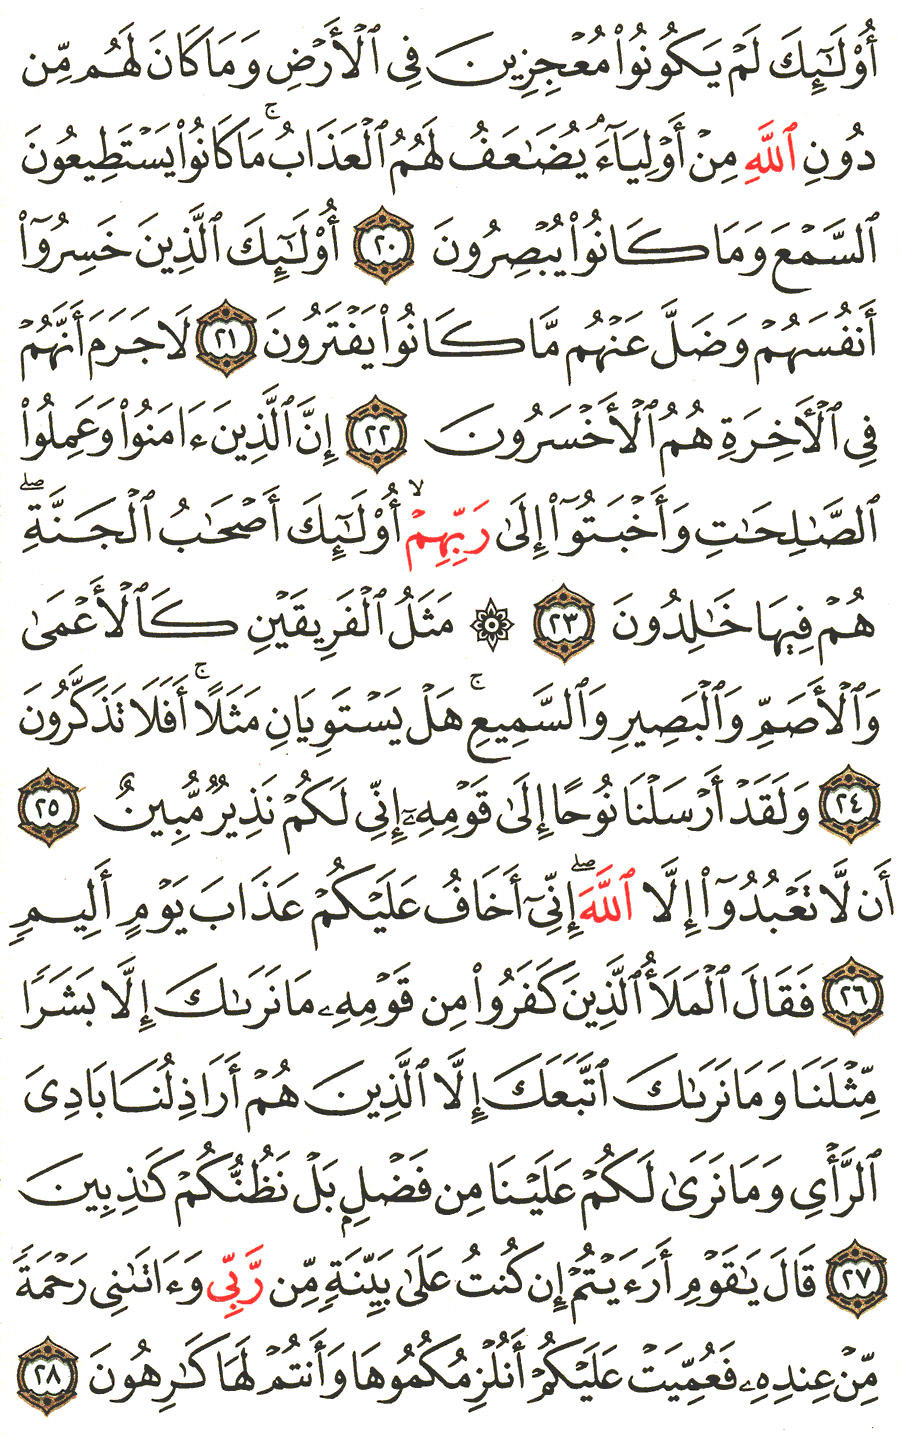 أُو۟لَـٰٓئِكَ لَمْ يَكُونُوا۟ مُعْجِزِينَ فِى ٱلْأَرْضِ وَمَا كَانَ لَهُم مِّن
دُونِ ٱللَّهِ مِنْ أَوْلِيَآءَ ۘ يُضَـٰعَفُ لَهُمُ ٱلْعَذَابُ ۚ مَا كَانُوا۟ يَسْتَطِيعُونَ
ٱلسَّمْعَ وَمَا كَانُوا۟ يُبْصِرُونَ ٢٠ أُو۟لَـٰٓئِكَ ٱلَّذِينَ خَسِرُوٓا۟
أَنفُسَهُمْ وَضَلَّ عَنْهُم مَّا كَانُوا۟ يَفْتَرُونَ ٢١ لَا جَرَمَ أَنَّهُمْ
فِى ٱلْـَٔاخِرَةِ هُمُ ٱلْأَخْسَرُونَ ٢٢ إِنَّ ٱلَّذِينَ ءَامَنُوا۟ وَعَمِلُوا۟
ٱلصَّـٰلِحَـٰتِ وَأَخْبَتُوٓا۟ إِلَىٰ رَبِّهِمْ ۙ أُو۟لَـٰٓئِكَ أَصْحَـٰبُ ٱلْجَنَّةِ ۖ
هُمْ فِيهَا خَـٰلِدُونَ ٢٣ ۞ مَثَلُ ٱلْفَرِيقَيْنِ كَٱلْأَعْمَىٰ
وَٱلْأَصَمِّ وَٱلْبَصِيرِ وَٱلسَّمِيعِ ۚ هَلْ يَسْتَوِيَانِ مَثَلًا ۚ أَفَلَا تَذَكَّرُونَ
٢٤ وَلَقَدْ أَرْسَلْنَا نُوحًا إِلَىٰ قَوْمِهِۦٓ إِنِّى لَكُمْ نَذِيرٌ مُّبِينٌ ٢٥
أَن لَّا تَعْبُدُوٓا۟ إِلَّا ٱللَّهَ ۖ إِنِّىٓ أَخَافُ عَلَيْكُمْ عَذَابَ يَوْمٍ أَلِيمٍ
٢٦ فَقَالَ ٱلْمَلَأُ ٱلَّذِينَ كَفَرُوا۟ مِن قَوْمِهِۦ مَا نَرَىٰكَ إِلَّا بَشَرًا
مِّثْلَنَا وَمَا نَرَىٰكَ ٱتَّبَعَكَ إِلَّا ٱلَّذِينَ هُمْ أَرَاذِلُنَا بَادِىَ
ٱلرَّأْىِ وَمَا نَرَىٰ لَكُمْ عَلَيْنَا مِن فَضْلٍۭ بَلْ نَظُنُّكُمْ كَـٰذِبِينَ
٢٧ قَالَ يَـٰقَوْمِ أَرَءَيْتُمْ إِن كُنتُ عَلَىٰ بَيِّنَةٍ مِّن رَّبِّى وَءَاتَىٰنِى رَحْمَةً
مِّنْ عِندِهِۦ فَعُمِّيَتْ عَلَيْكُمْ أَنُلْزِمُكُمُوهَا وَأَنتُمْ لَهَا كَـٰرِهُونَ ٢٨